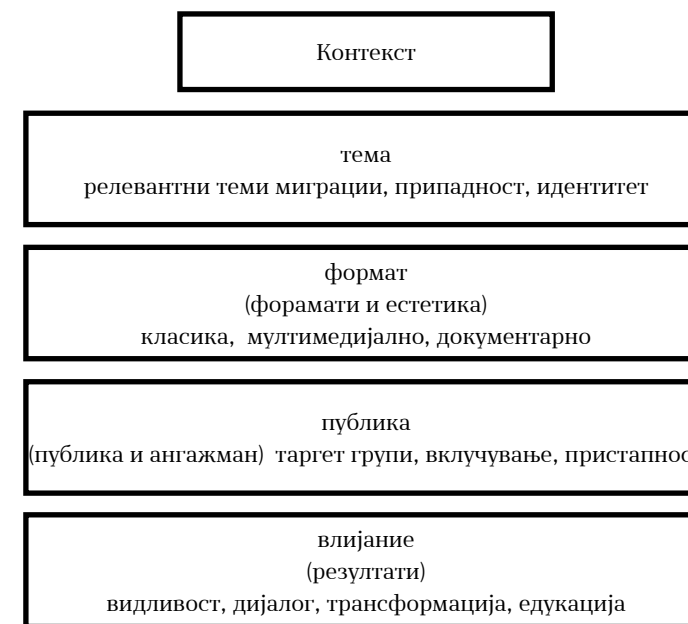 Контекст
тема
релевантни теми миграции, припадност, идентитет
формат
(форамати и естетика)
класика, мултимедијално, документарно
публика
(публика и ангажман) таргет групи, вклучување, пристапнос
влијание
(резултати)
видливост, дијалог, трансформација, едукација